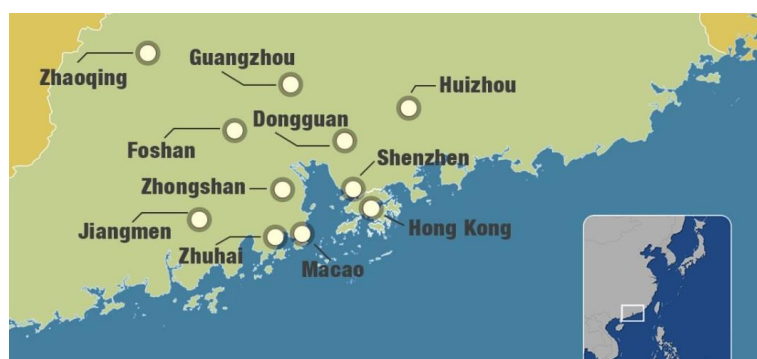 Guangzhou
Zhaoqing
Huizhou
Dongguan
Foshan
Shenzhen
Zhongshan
Jiangmen
Hong Kong
Zhuhai
Macao